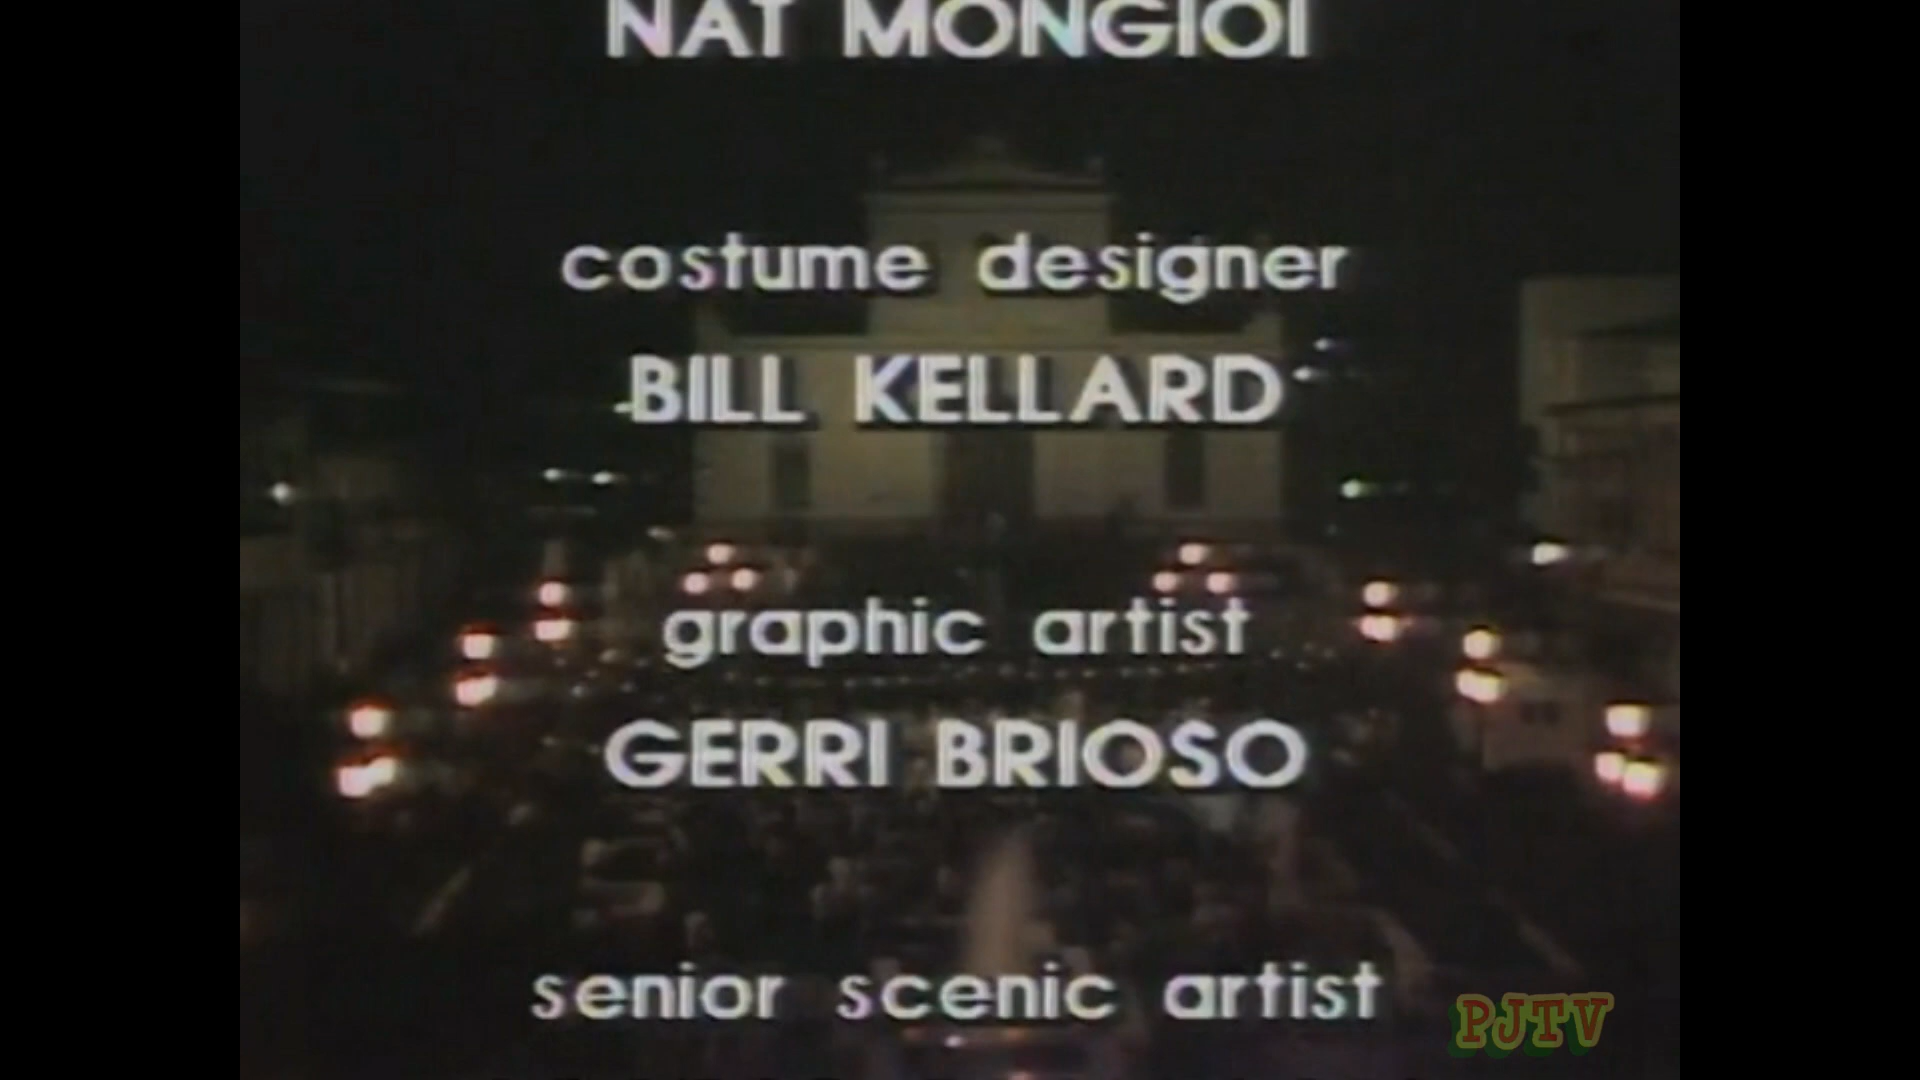 NAT MONGIOI
costume designer
BILL KELLARD
graphic artist
GERRI BRIOSO
senior scenic artist
PJTV